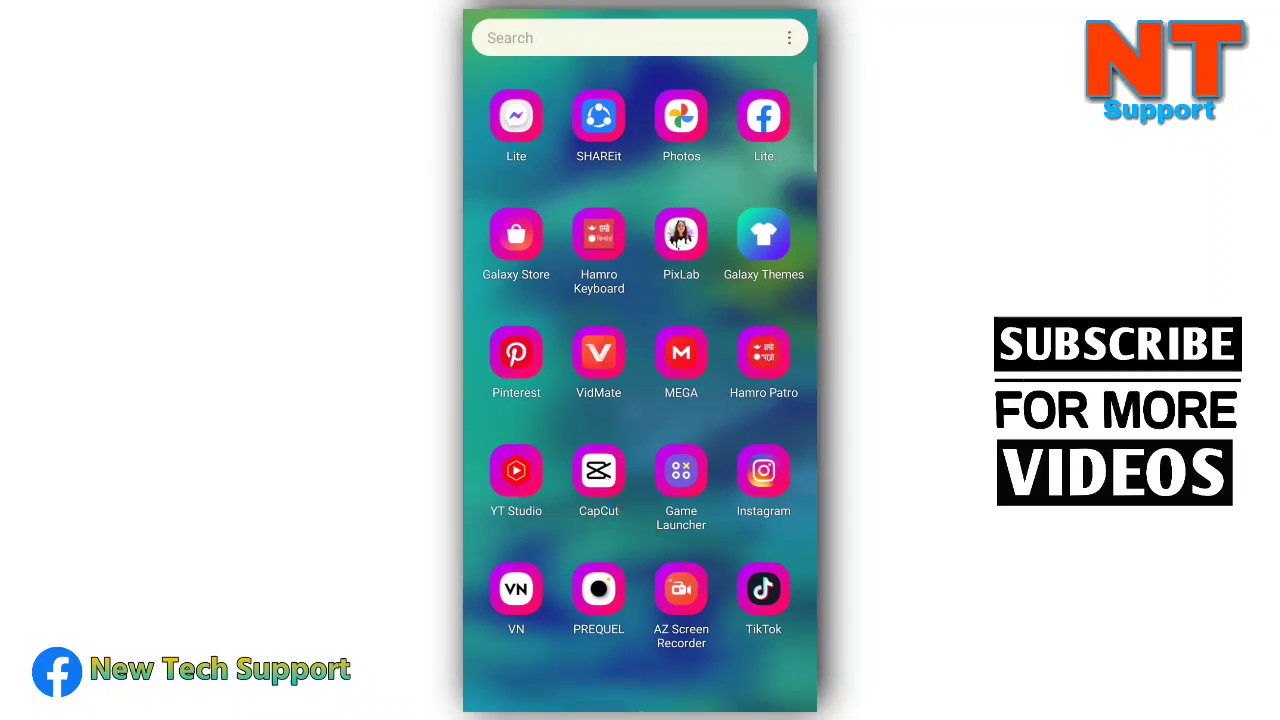 Search
NT
Support
Lite
SHAREit
Photos
Lite
Galaxy Store
Hamro
Keyboard
PixLab
Galaxy Themes
Pinterest
VidMate
M
MEGA
Hamro Patro
YT Studio
CapCut
Game
Launcher
Instagram
VN
VN
PREQUEL
AZ Screen
Recorder
TikTok
SUBSCRIBE
FOR MORE
VIDEOS
New Tech Support